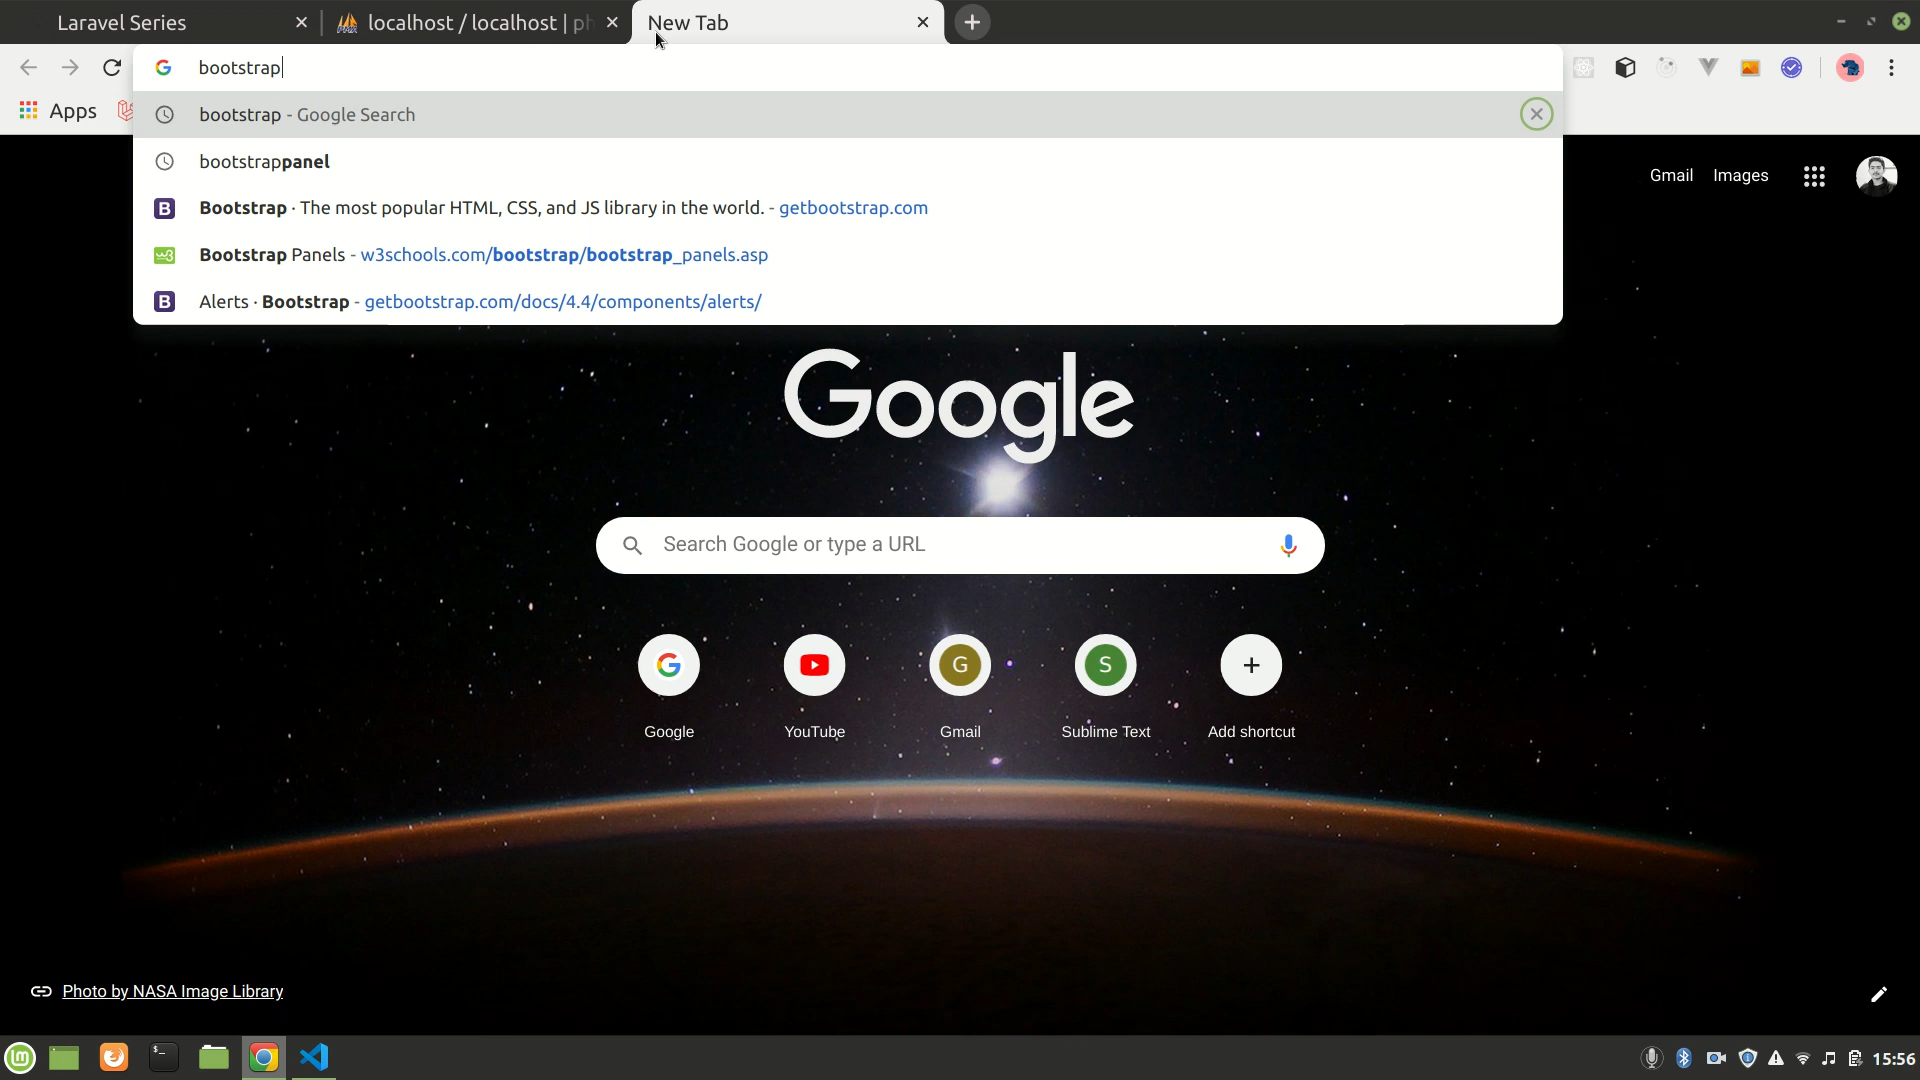 Laravel Series
localhost / localhost | ph
New Tab
bootstrap
Apps
bootstrap - Google Search
bootstrappanel
Bootstrap · The most popular HTML, CSS, and JS library in the world. - getbootstrap.com
Bootstrap Panels - w3schools.com/bootstrap/bootstrap_panels.asp
Alerts · Bootstrap - getbootstrap.com/docs/4.4/components/alerts/
Gmail Images
Google
Search Google or type a URL
G S
Google YouTube Gmail Sublime Text Add shortcut
Photo by NASA Image Library
15:56